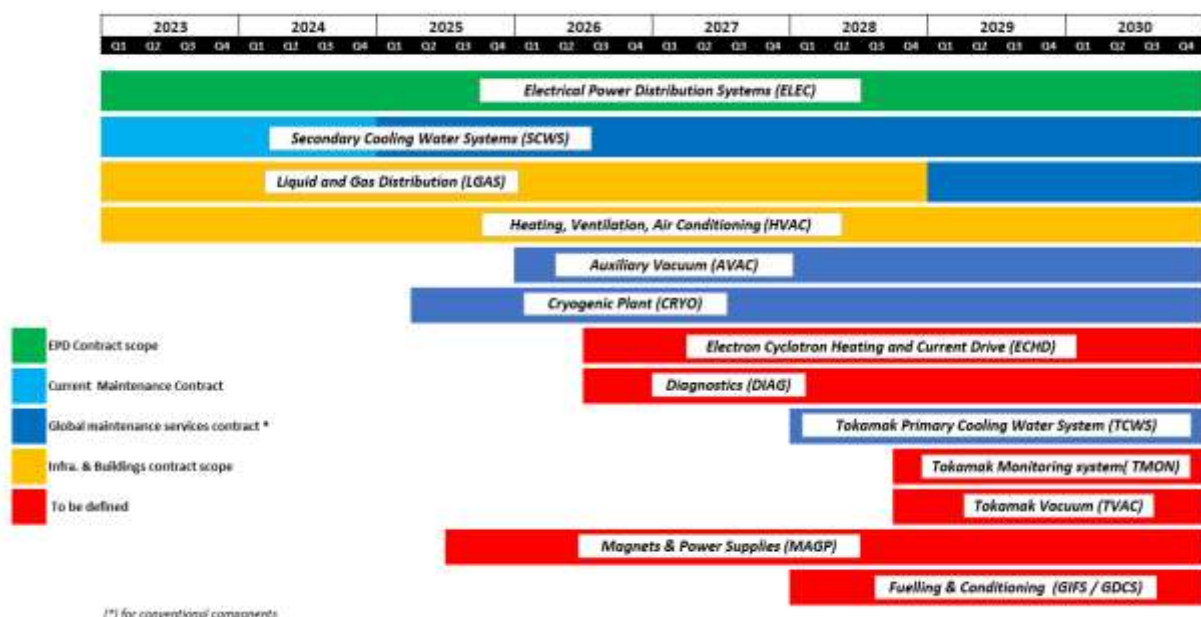 2023 2024 2025 2026 2027 2028 2029 2030
Q1 Q2 Q3 Q4 Q1 Q2 Q3 Q4 Q1 Q2 Q3 Q4 Q1 Q2 Q3 Q4 Q1 Q2 Q3 Q4 Q1 Q2 Q3 Q4 Q1 Q2 Q3 Q4 Q1 Q2 Q3 Q4
Electrical Power Distribution Systems (ELEC)
Secondary Cooling Water Systems (SCWS)
Liquid and Gas Distribution (LGAS)
Heating, Ventilation, Air Conditioning (HVAC)
Auxiliary Vacuum (AVAC)
Cryogenic Plant (CRYO)
EPD Contract scope
Electron Cyclotron Heating and Current Drive (ECHD)
Current Maintenance Contract
Diagnostics (DIAG)
Global maintenance services contract *
Tokamak Primary Cooling Water System (TCWS)
Infra. & Buildings contract scope
Tokamak Monitoring system( TMON)
To be defined
Tokamak Vacuum (TVAC)
Magnets & Power Supplies (MAGP)
Fuelling & Conditioning (GIFS / GDCS)
(*) for conventional components